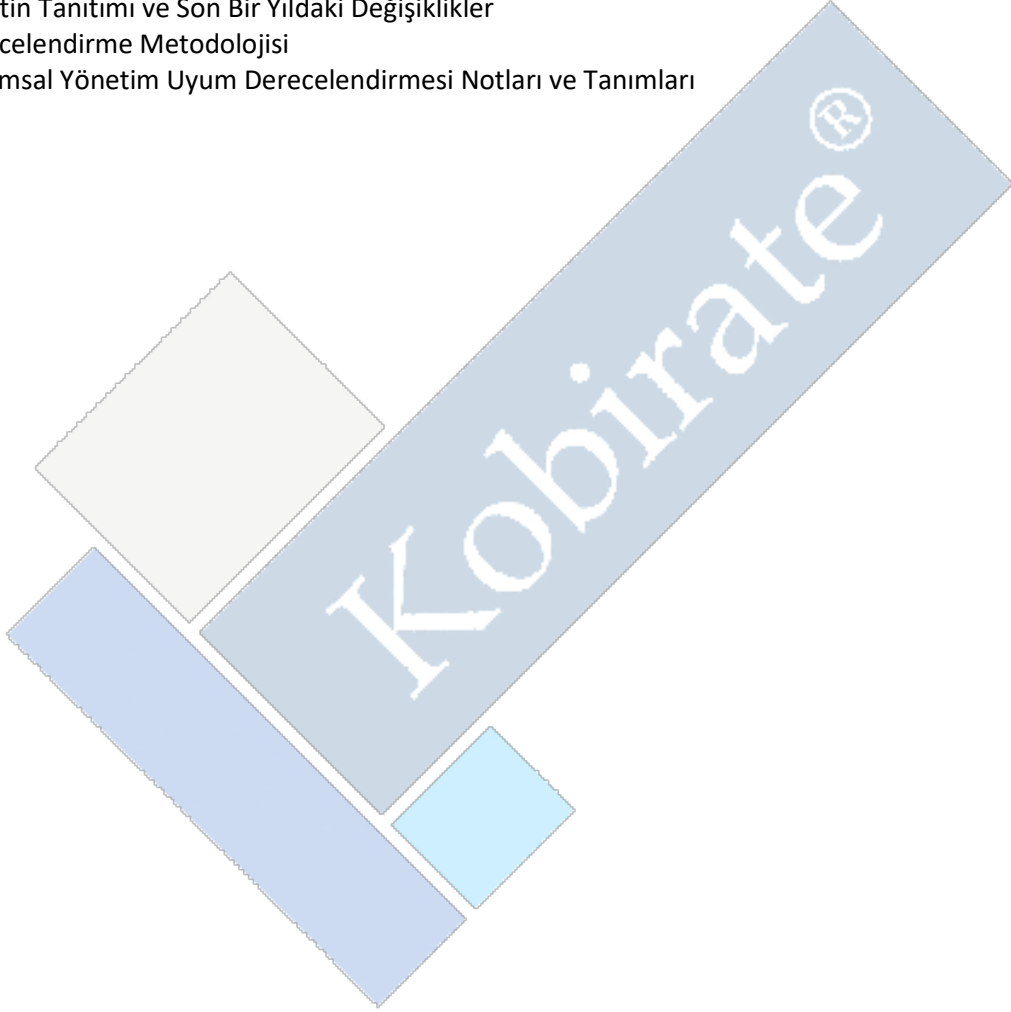 tin Tanıtımı ve Son Bir Yıldaki Değişiklikler
celendirme Metodolojisi
msal Yönetim Uyum Derecelendirmesi Notları ve Tanımları
Kobirate®